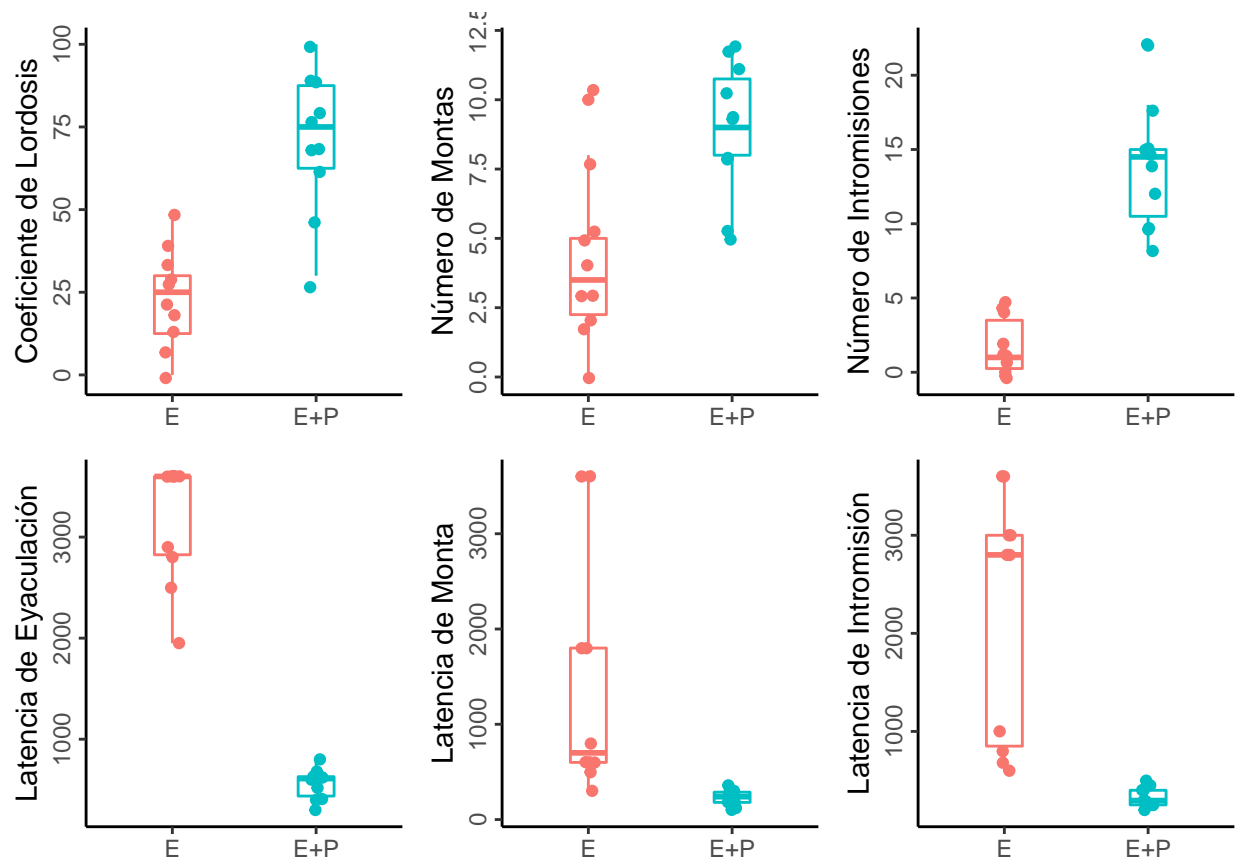 Coeficiente de Lordosis
100
75
50
25
0
E
E+P
Número de Montas
12.5
10.0
7.5
5.0
2.5
0.0
E
E+P
Número de Intromisiones
20
15
10
5
0
E
E+P
Latencia de Eyaculación
3000
2000
1000
E
E+P
Latencia de Monta
3000
2000
1000
0
E
E+P
Latencia de Intromisión
3000
2000
1000
E
E+P